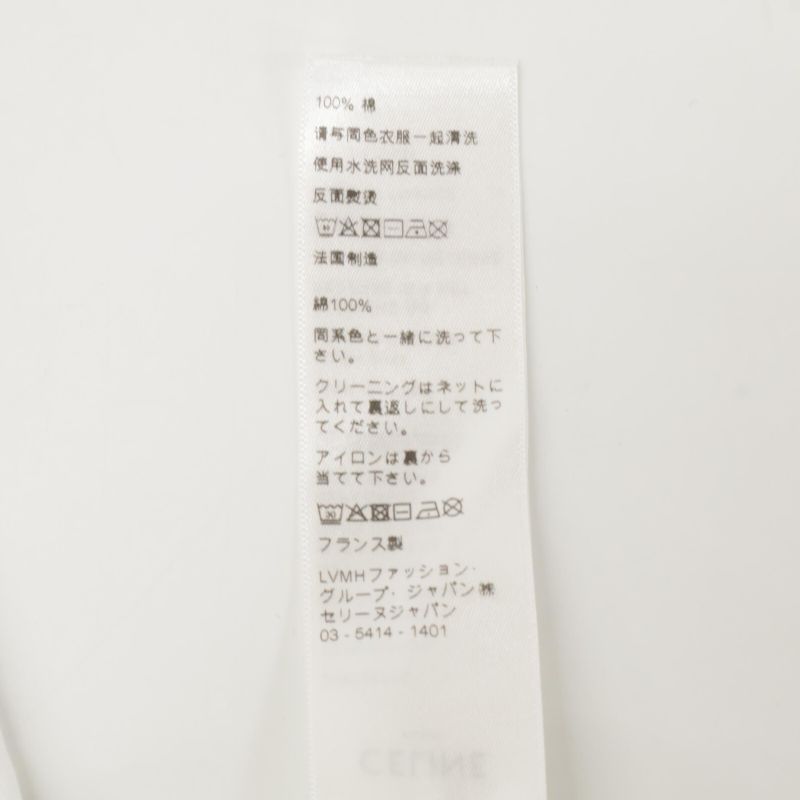 100% 棉
请与同色衣服一起清洗
使用水洗网反面洗涤
反面熨烫
法国制造
綿100%
同系色と一緒に洗って下
さい。
クリーニングはネットに
入れて裏返しにして洗っ
てください。
アイロンは裏から
当てて下さい。
フランス製
LVMHファッション・
グループ・ジャパン㈱
セリーヌジャパン
03 - 5414 - 1401
CELINE